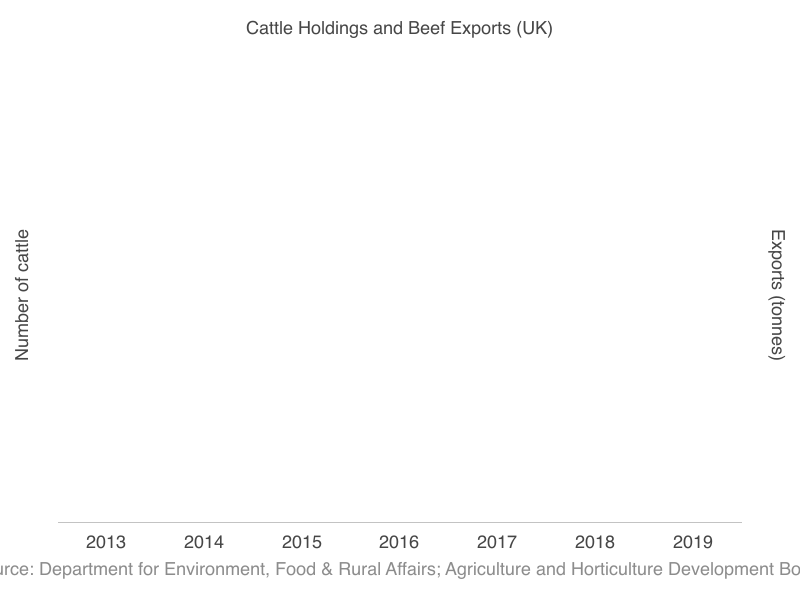 Cattle Holdings and Beef Exports (UK)
Number of cattle
Exports (tonnes)
2013 2014 2015 2016 2017 2018 2019
urce: Department for Environment, Food & Rural Affairs; Agriculture and Horticulture Development Bo